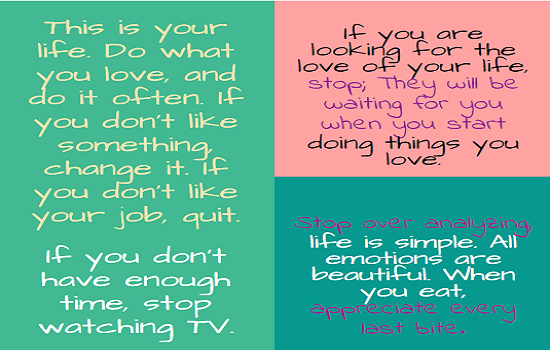 This is your
life. Do what
you love, and
do it often. If
you don't like
something,
change it. If
you don't like
your job, quit.
If you don't
have enough
time, stop
watching TV.
If you are
looking for the
love of your life,
stop; They will be
waiting for you
when you start
doing things you
love.
Stop over analyzing,
life is simple. All
emotions are
beautiful. When
you eat,
appreciate every
last bite.